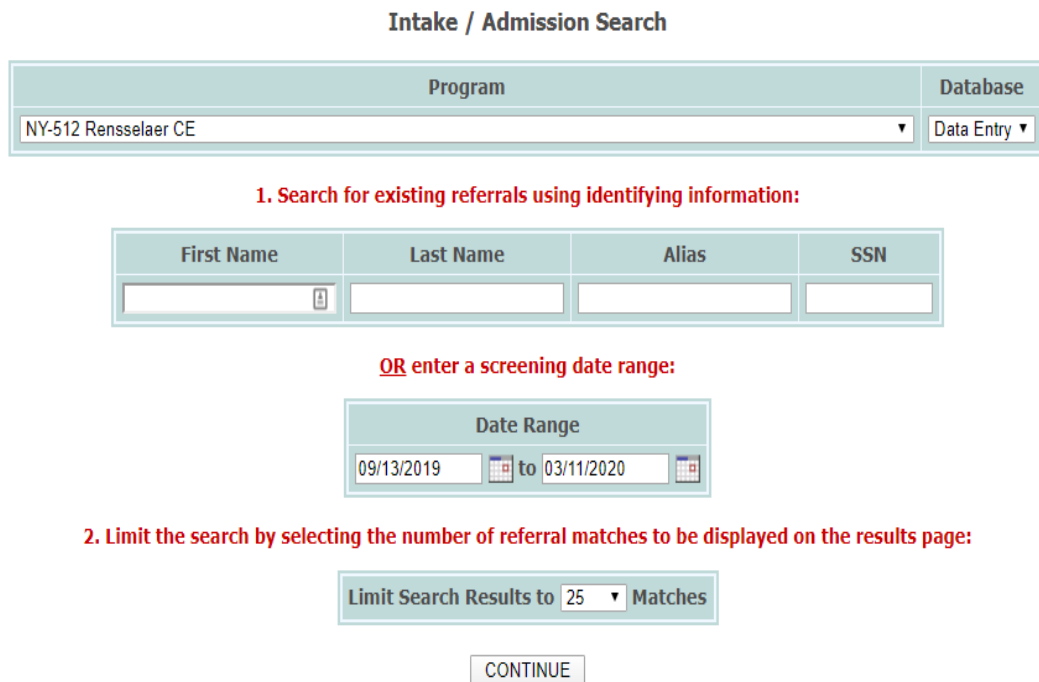 Intake / Admission Search
Program Database
NY-512 Rensselaer CE Data Entry
1. Search for existing referrals using identifying information:
First Name Last Name Alias SSN
OR enter a screening date range:
Date Range
09/13/2019 to 03/11/2020
2. Limit the search by selecting the number of referral matches to be displayed on the results page:
Limit Search Results to 25 Matches
CONTINUE